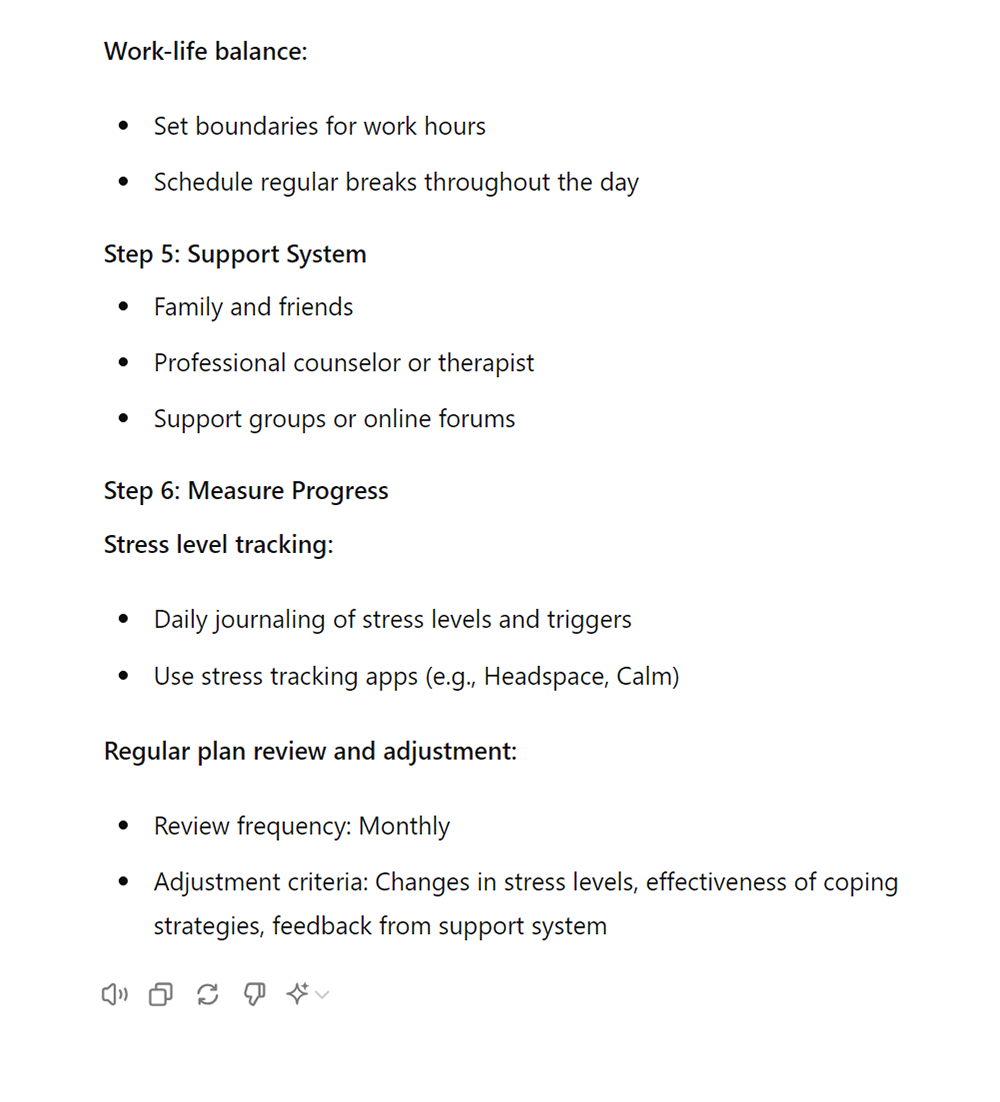 Work-life balance:
• Set boundaries for work hours
• Schedule regular breaks throughout the day
Step 5: Support System
• Family and friends
• Professional counselor or therapist
• Support groups or online forums
Step 6: Measure Progress
Stress level tracking:
• Daily journaling of stress levels and triggers
• Use stress tracking apps (e.g., Headspace, Calm)
Regular plan review and adjustment:
• Review frequency: Monthly
• Adjustment criteria: Changes in stress levels, effectiveness of coping
strategies, feedback from support system